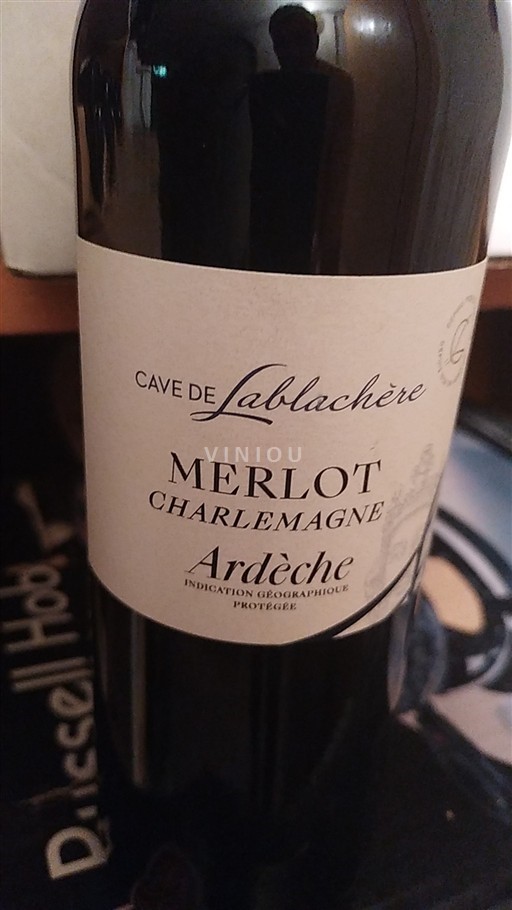 CAVE DE Lablachère
VINIOU
MERLOT
CHARLEMAGNE
Ardèche
INDICATION GÉOGRAPHIQUE
PROTÉGÉE
Russell Hob